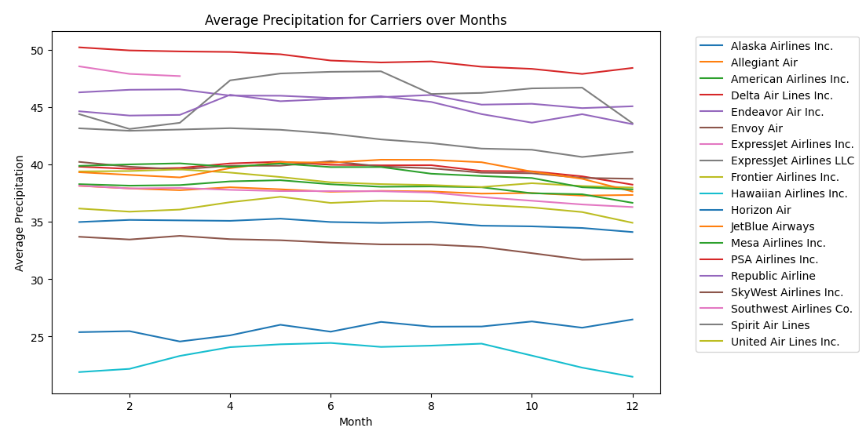 Average Precipitation for Carriers over Months
50
45
40
35
30
25
Average Precipitation
2
4
6
8
10
12
Month
Alaska Airlines Inc.
Allegiant Air
American Airlines Inc.
Delta Air Lines Inc.
Endeavor Air Inc.
Envoy Air
ExpressJet Airlines Inc.
ExpressJet Airlines LLC
Frontier Airlines Inc.
Hawaiian Airlines Inc.
Horizon Air
JetBlue Airways
Mesa Airlines Inc.
PSA Airlines Inc.
Republic Airline
SkyWest Airlines Inc.
Southwest Airlines Co.
Spirit Air Lines
United Air Lines Inc.